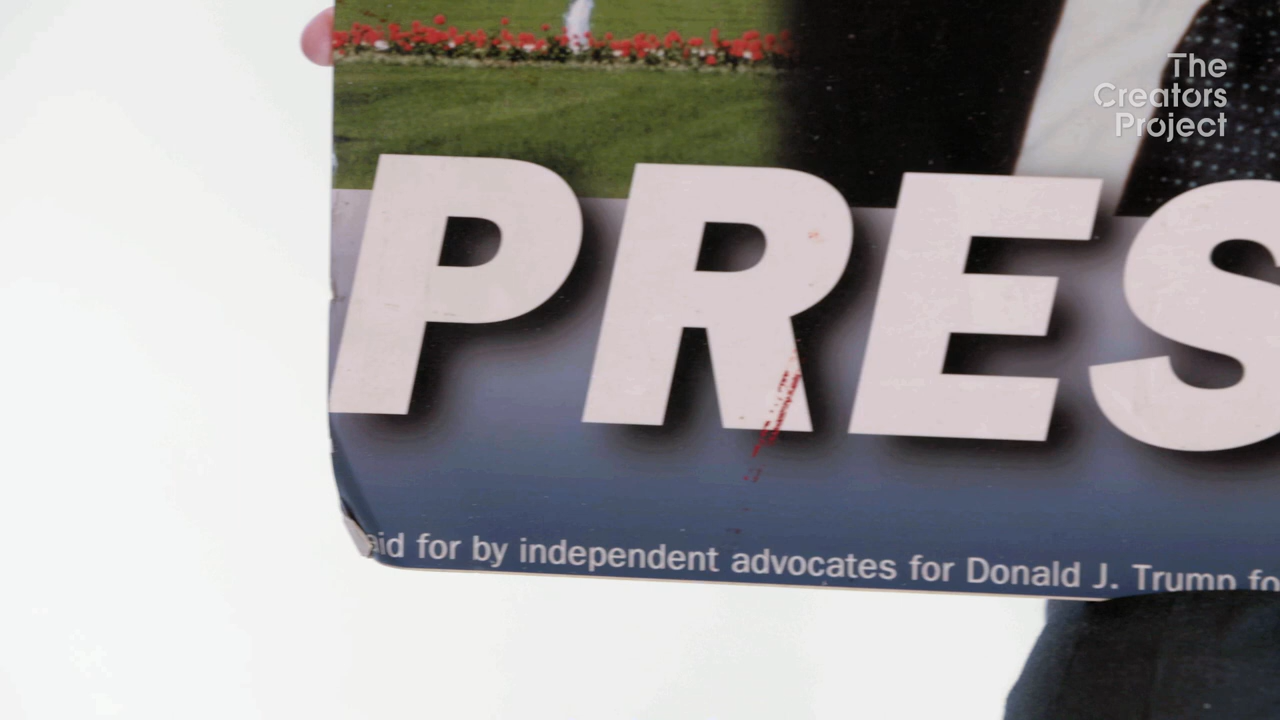 The
Creators
Project
PRES
aid for by independent advocates for Donald J. Trump fo